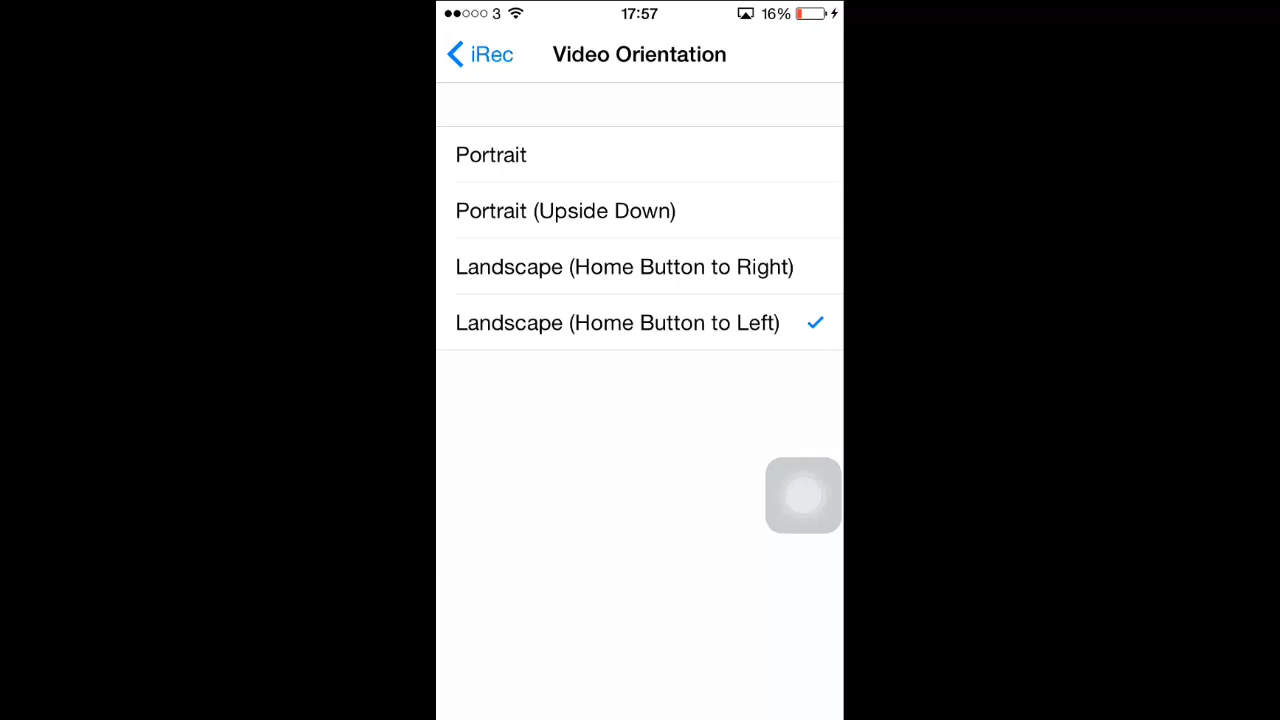 3 17:57 16%
iRec Video Orientation
Portrait
Portrait (Upside Down)
Landscape (Home Button to Right)
Landscape (Home Button to Left)